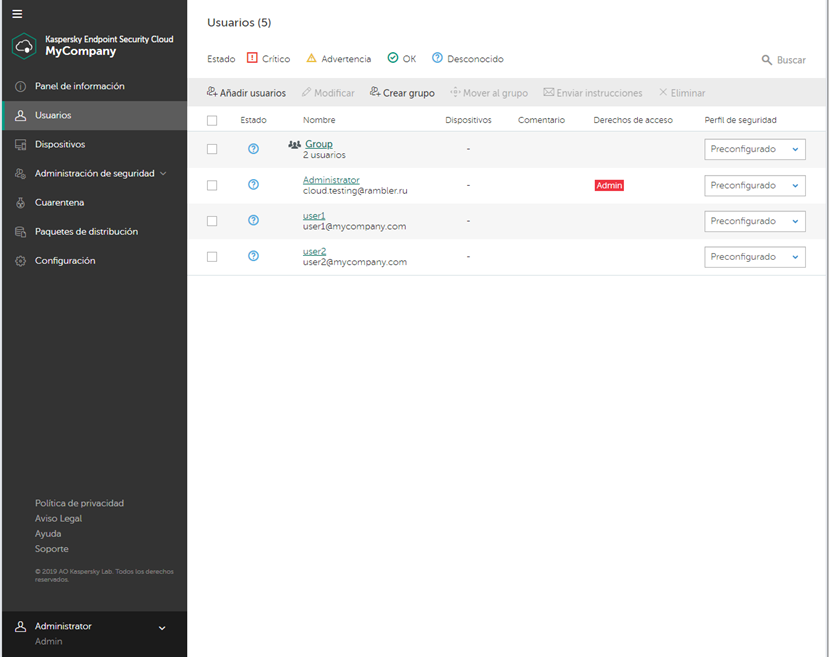 Kaspersky Endpoint Security Cloud
MyCompany
Panel de información
Usuarios
Dispositivos
Administración de seguridad
Cuarentena
Paquetes de distribución
Configuración
Política de privacidad
Aviso Legal
Ayuda
Soporte
© 2019 AO Kaspersky Lab. Todos los derechos
reservados.
Administrator
Admin
Usuarios (5)
Estado Crítico Advertencia OK Desconocido Buscar
Añadir usuarios Modificar Crear grupo Mover al grupo Enviar instrucciones Eliminar
Estado Nombre Dispositivos Comentario Derechos de acceso Perfil de seguridad
Group - Preconfigurado
2 usuarios
Administrator - Admin Preconfigurado
cloud.testing@rambler.ru
user1 - Preconfigurado
user1@mycompany.com
user2 - Preconfigurado
user2@mycompany.com